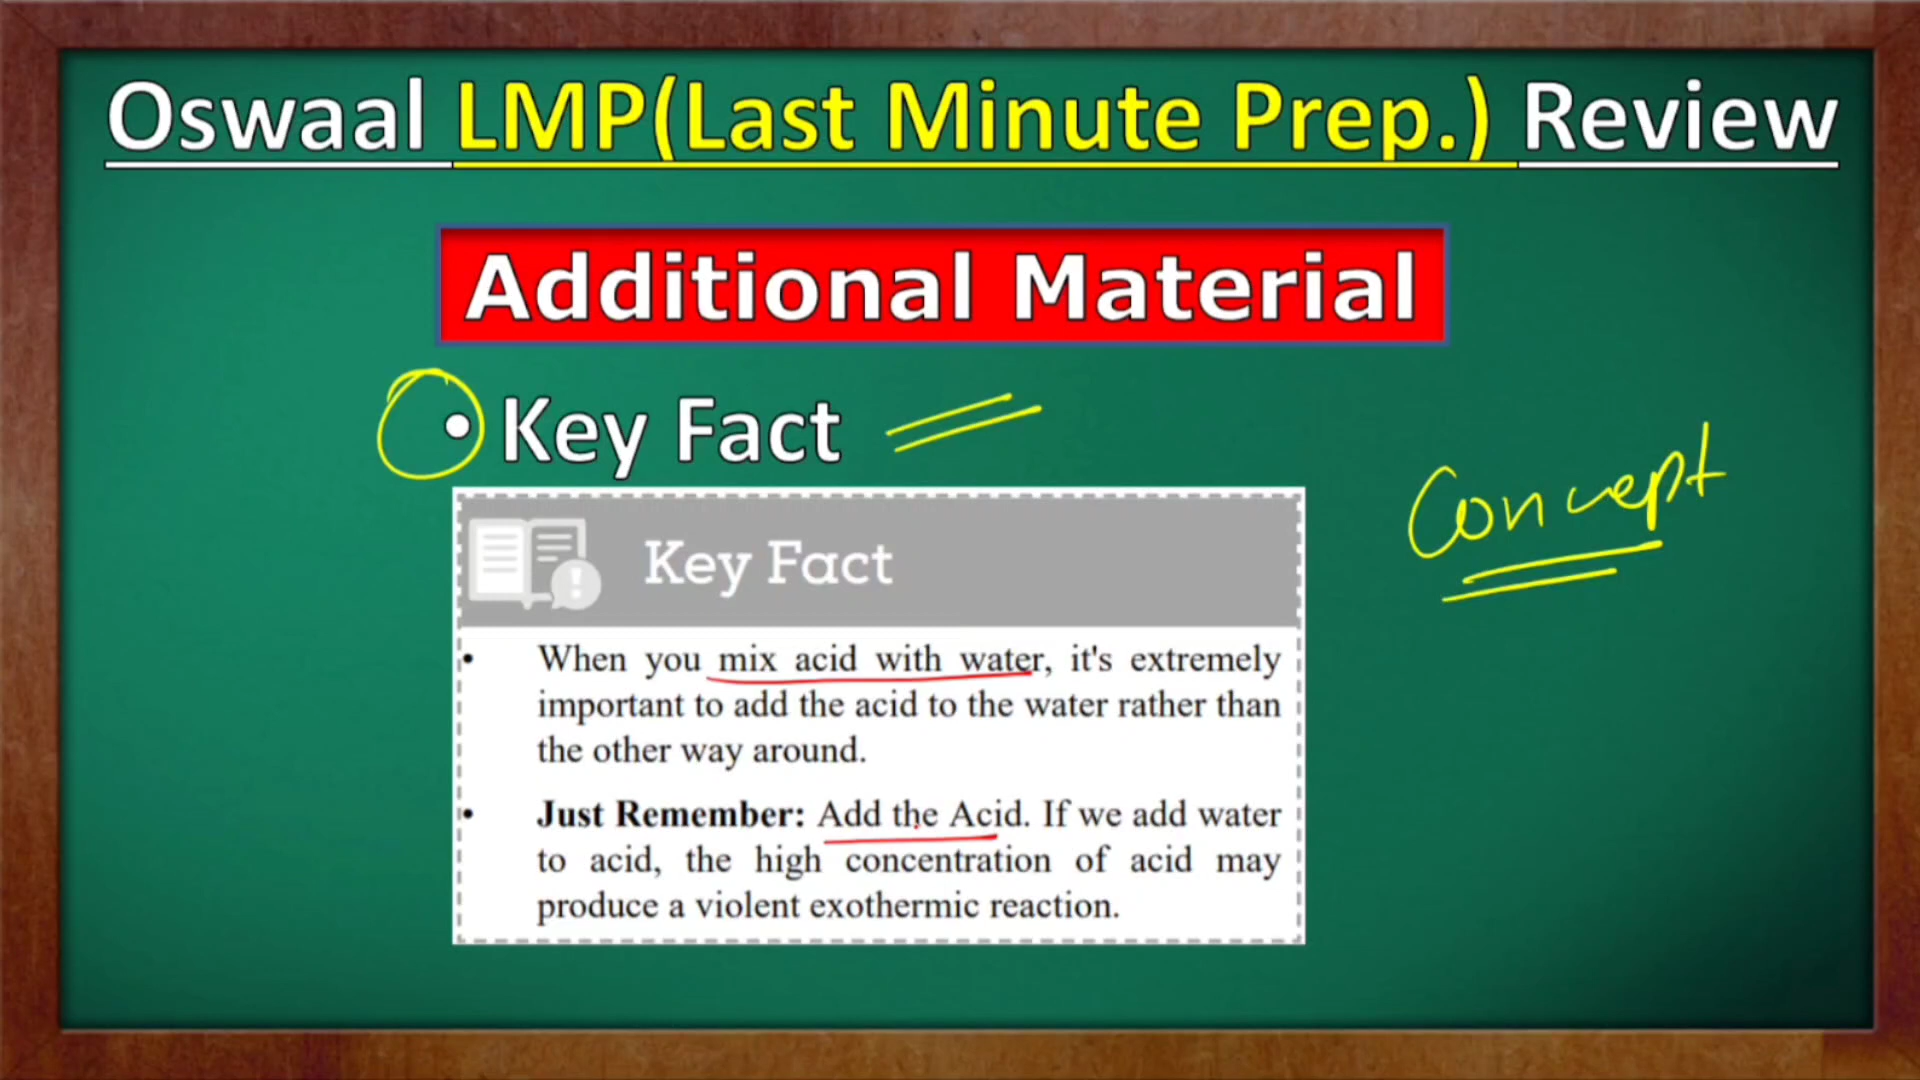 Oswaal LMP(Last Minute Prep.) Review
Additional Material
• Key Fact
Concept
Key Fact
• When you mix acid with water, it's extremely
important to add the acid to the water rather than
the other way around.
• Just Remember: Add the Acid. If we add water
to acid, the high concentration of acid may
produce a violent exothermic reaction.